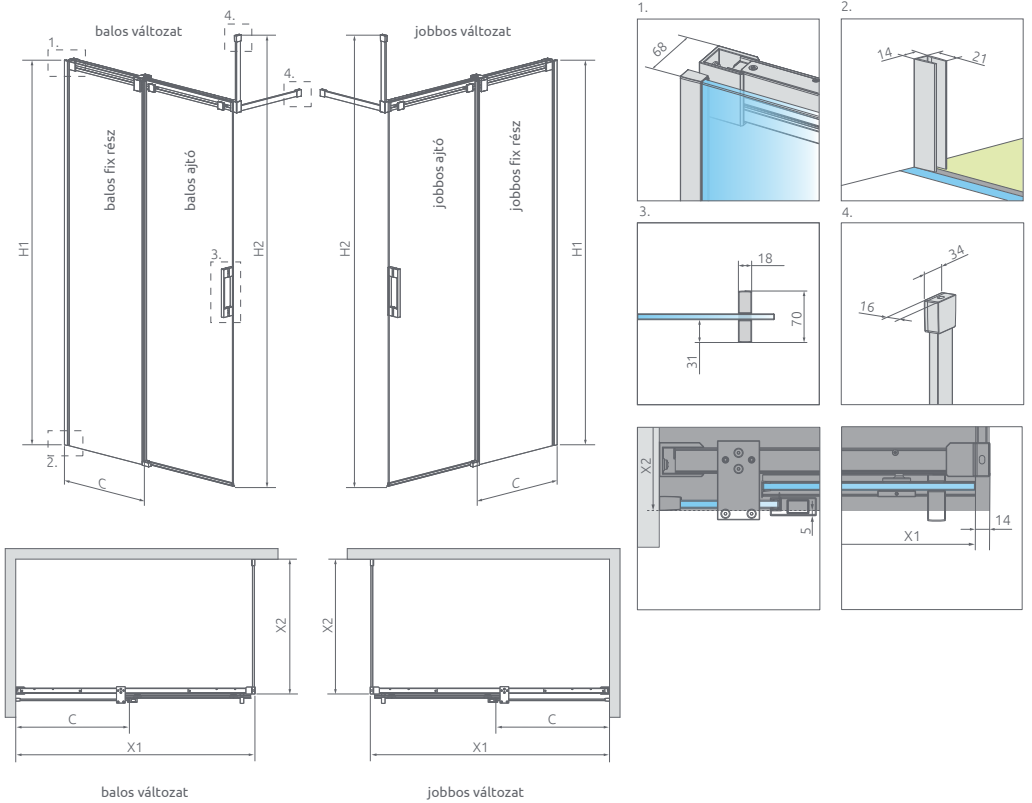 balos változat
4.
1.
4.
balos fix rész
balos ajtó
H1
H2
3.
2.
C
jobbos változat
jobbos ajtó
jobbos fix rész
H2
H1
C
1.
68
2.
14
21
3.
18
70
31
4.
34
16
X2
5
X1
14
X2
C
X1
balos változat
X2
C
X1
jobbos változat